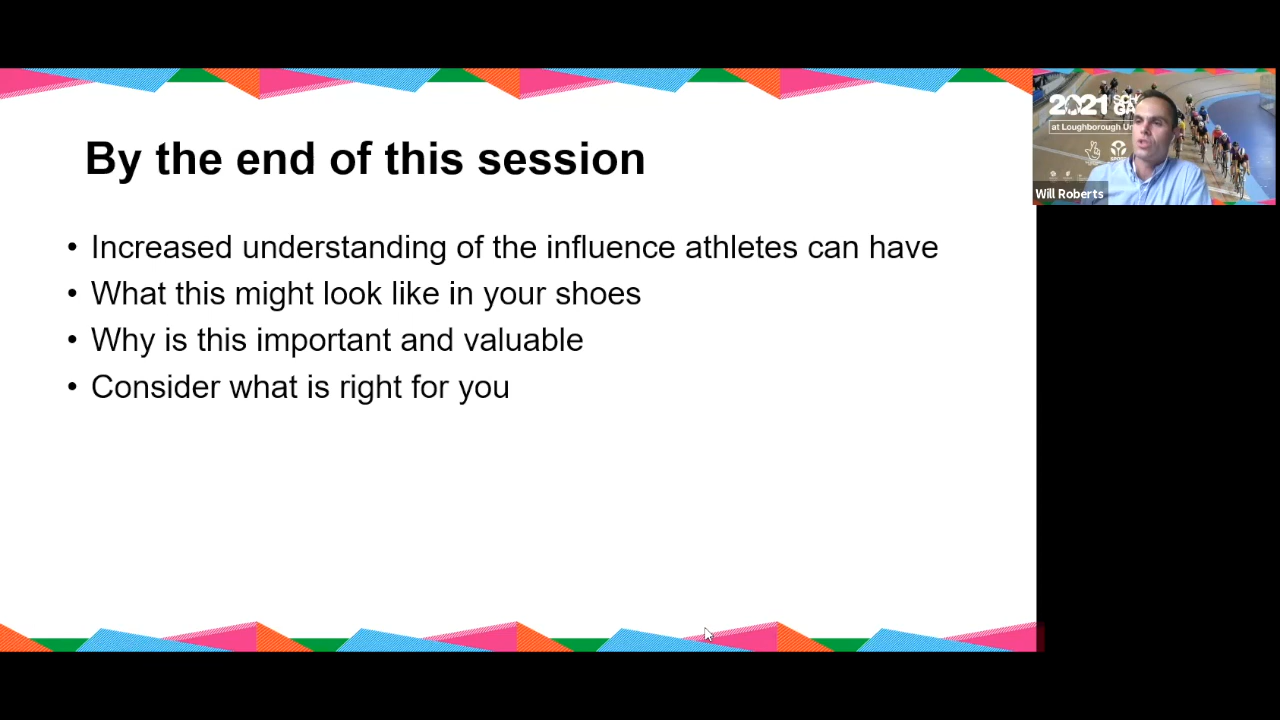 By the end of this session
• Increased understanding of the influence athletes can have
• What this might look like in your shoes
• Why is this important and valuable
• Consider what is right for you
2021
at Loughborough
Will Roberts